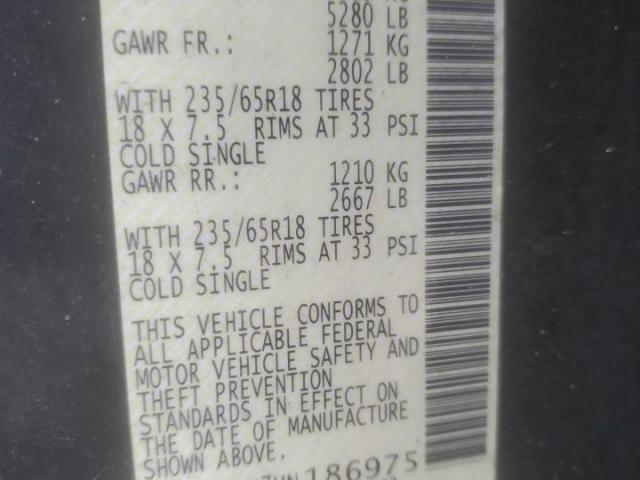 5280 LB
GAWR FR.: 1271 KG
2802 LB
WITH 235/65R18 TIRES
18 X 7.5 RIMS AT 33 PSI
COLD SINGLE
GAWR RR.: 1210 KG
2667 LB
WITH 235/65R18 TIRES
18 X 7.5 RIMS AT 33 PSI
COLD SINGLE
THIS VEHICLE CONFORMS TO
ALL APPLICABLE FEDERAL
MOTOR VEHICLE SAFETY AND
THEFT PREVENTION
STANDARDS IN EFFECT ON
THE DATE OF MANUFACTURE
SHOWN ABOVE.
186975